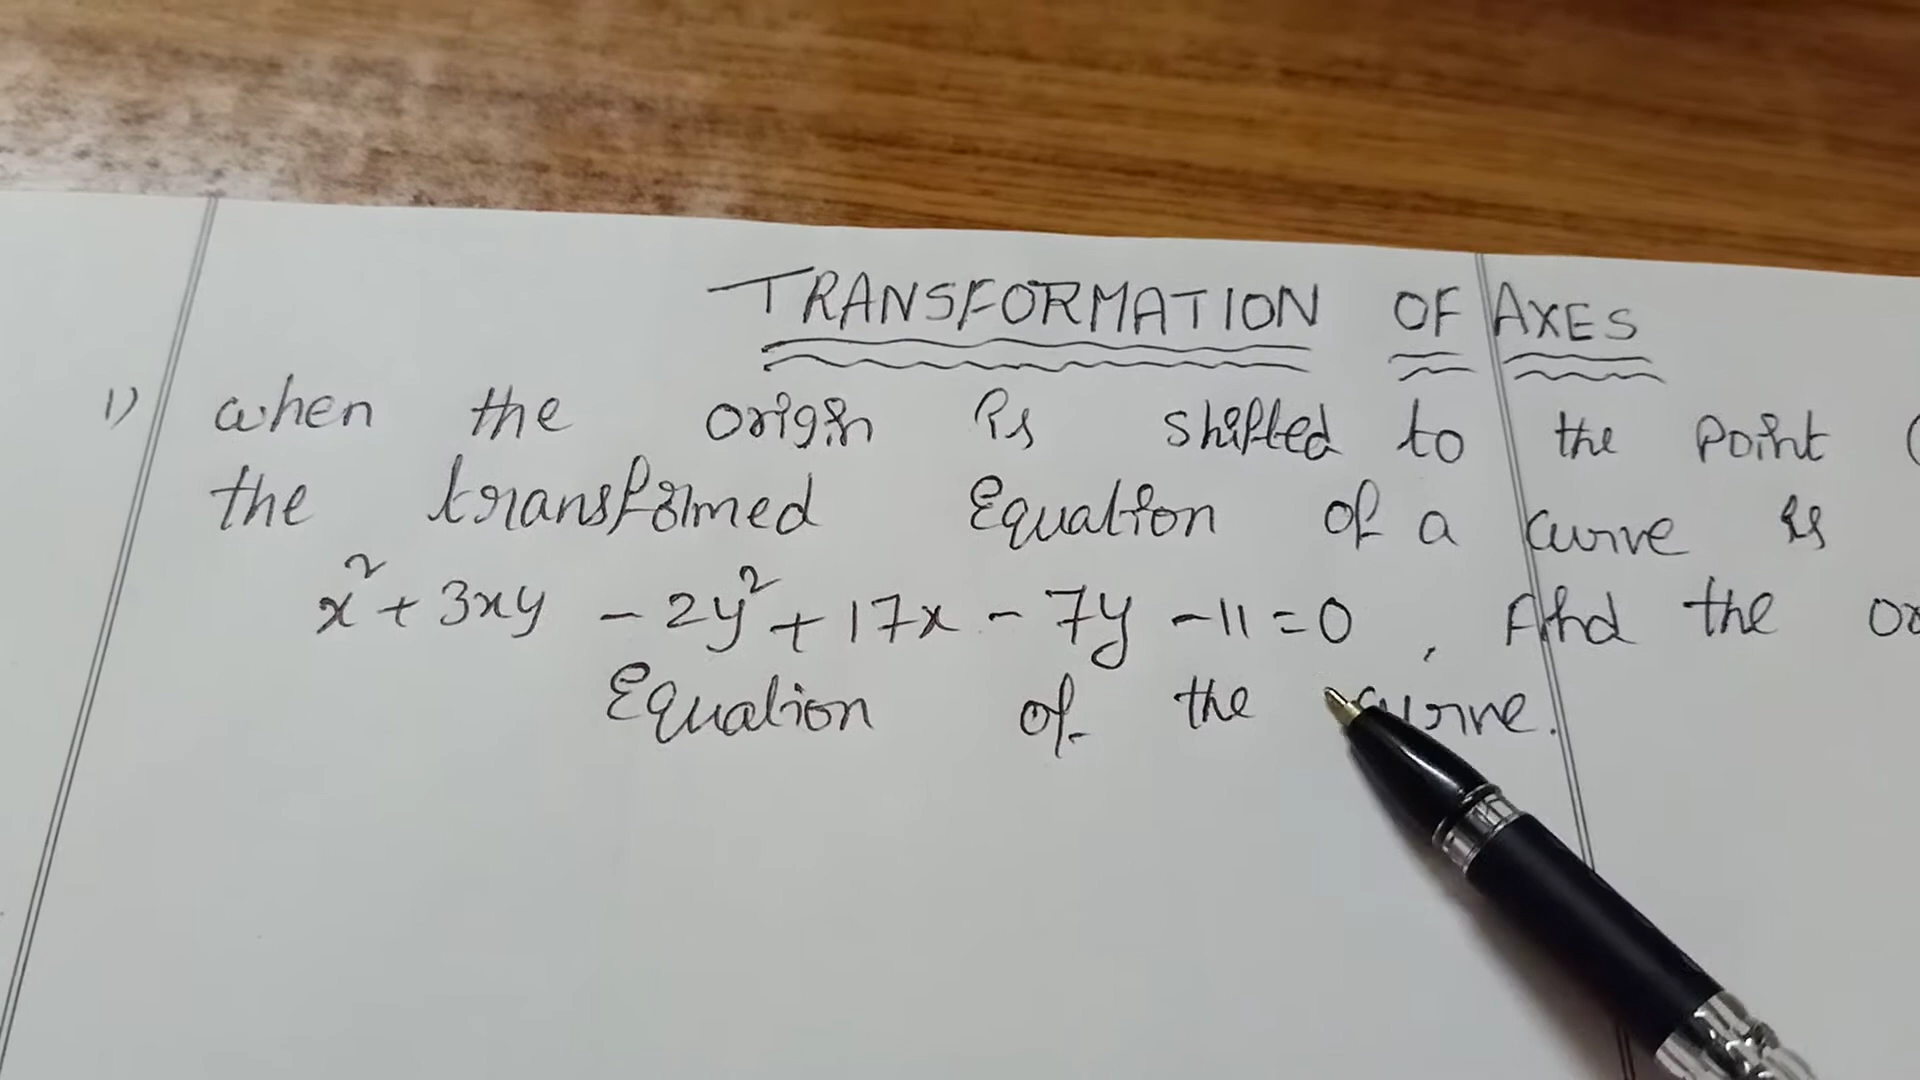 TRANSFORMATION OF AXES
1) when the origin is shifted to the point (
the transformed Equation of a curve is
x² + 3xy - 2y² + 17x - 7y - 11 = 0, Find the
Equation of the curve.